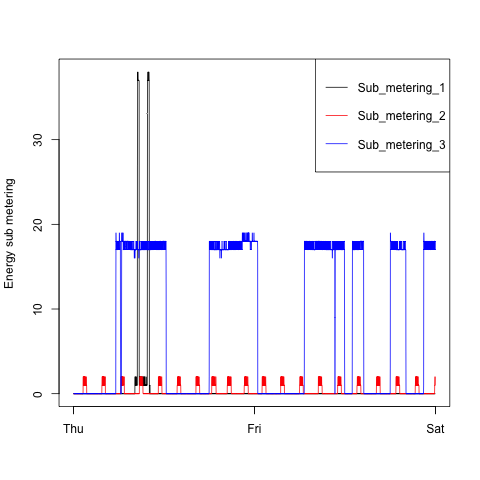 Sub_metering_1
Sub_metering_2
Sub_metering_3
Energy sub metering
30
20
10
0
Thu Fri Sat